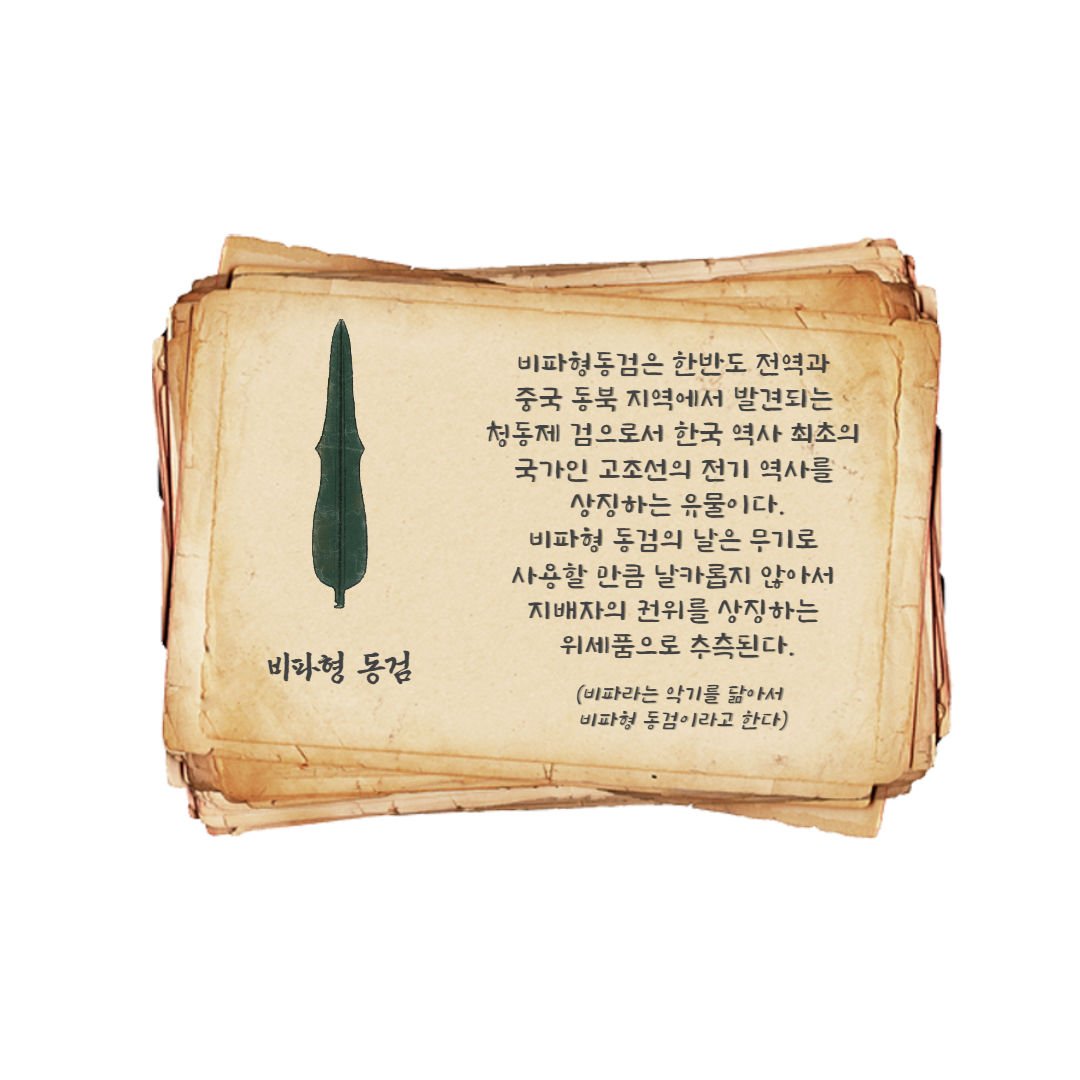 비파형동검은 한반도 전역과
중국 동북 지역에서 발견되는
청동제 검으로서 한국 역사 최초의
국가인 고조선의 전기 역사를
상징하는 유물이다.
비파형 동검의 날은 무기로
사용할 만큼 날카롭지 않아서
지배자의 권위를 상징하는
위세품으로 추측된다.
(비파라는 악기를 닮아서
비파형 동검이라고 한다)
비파형 동검